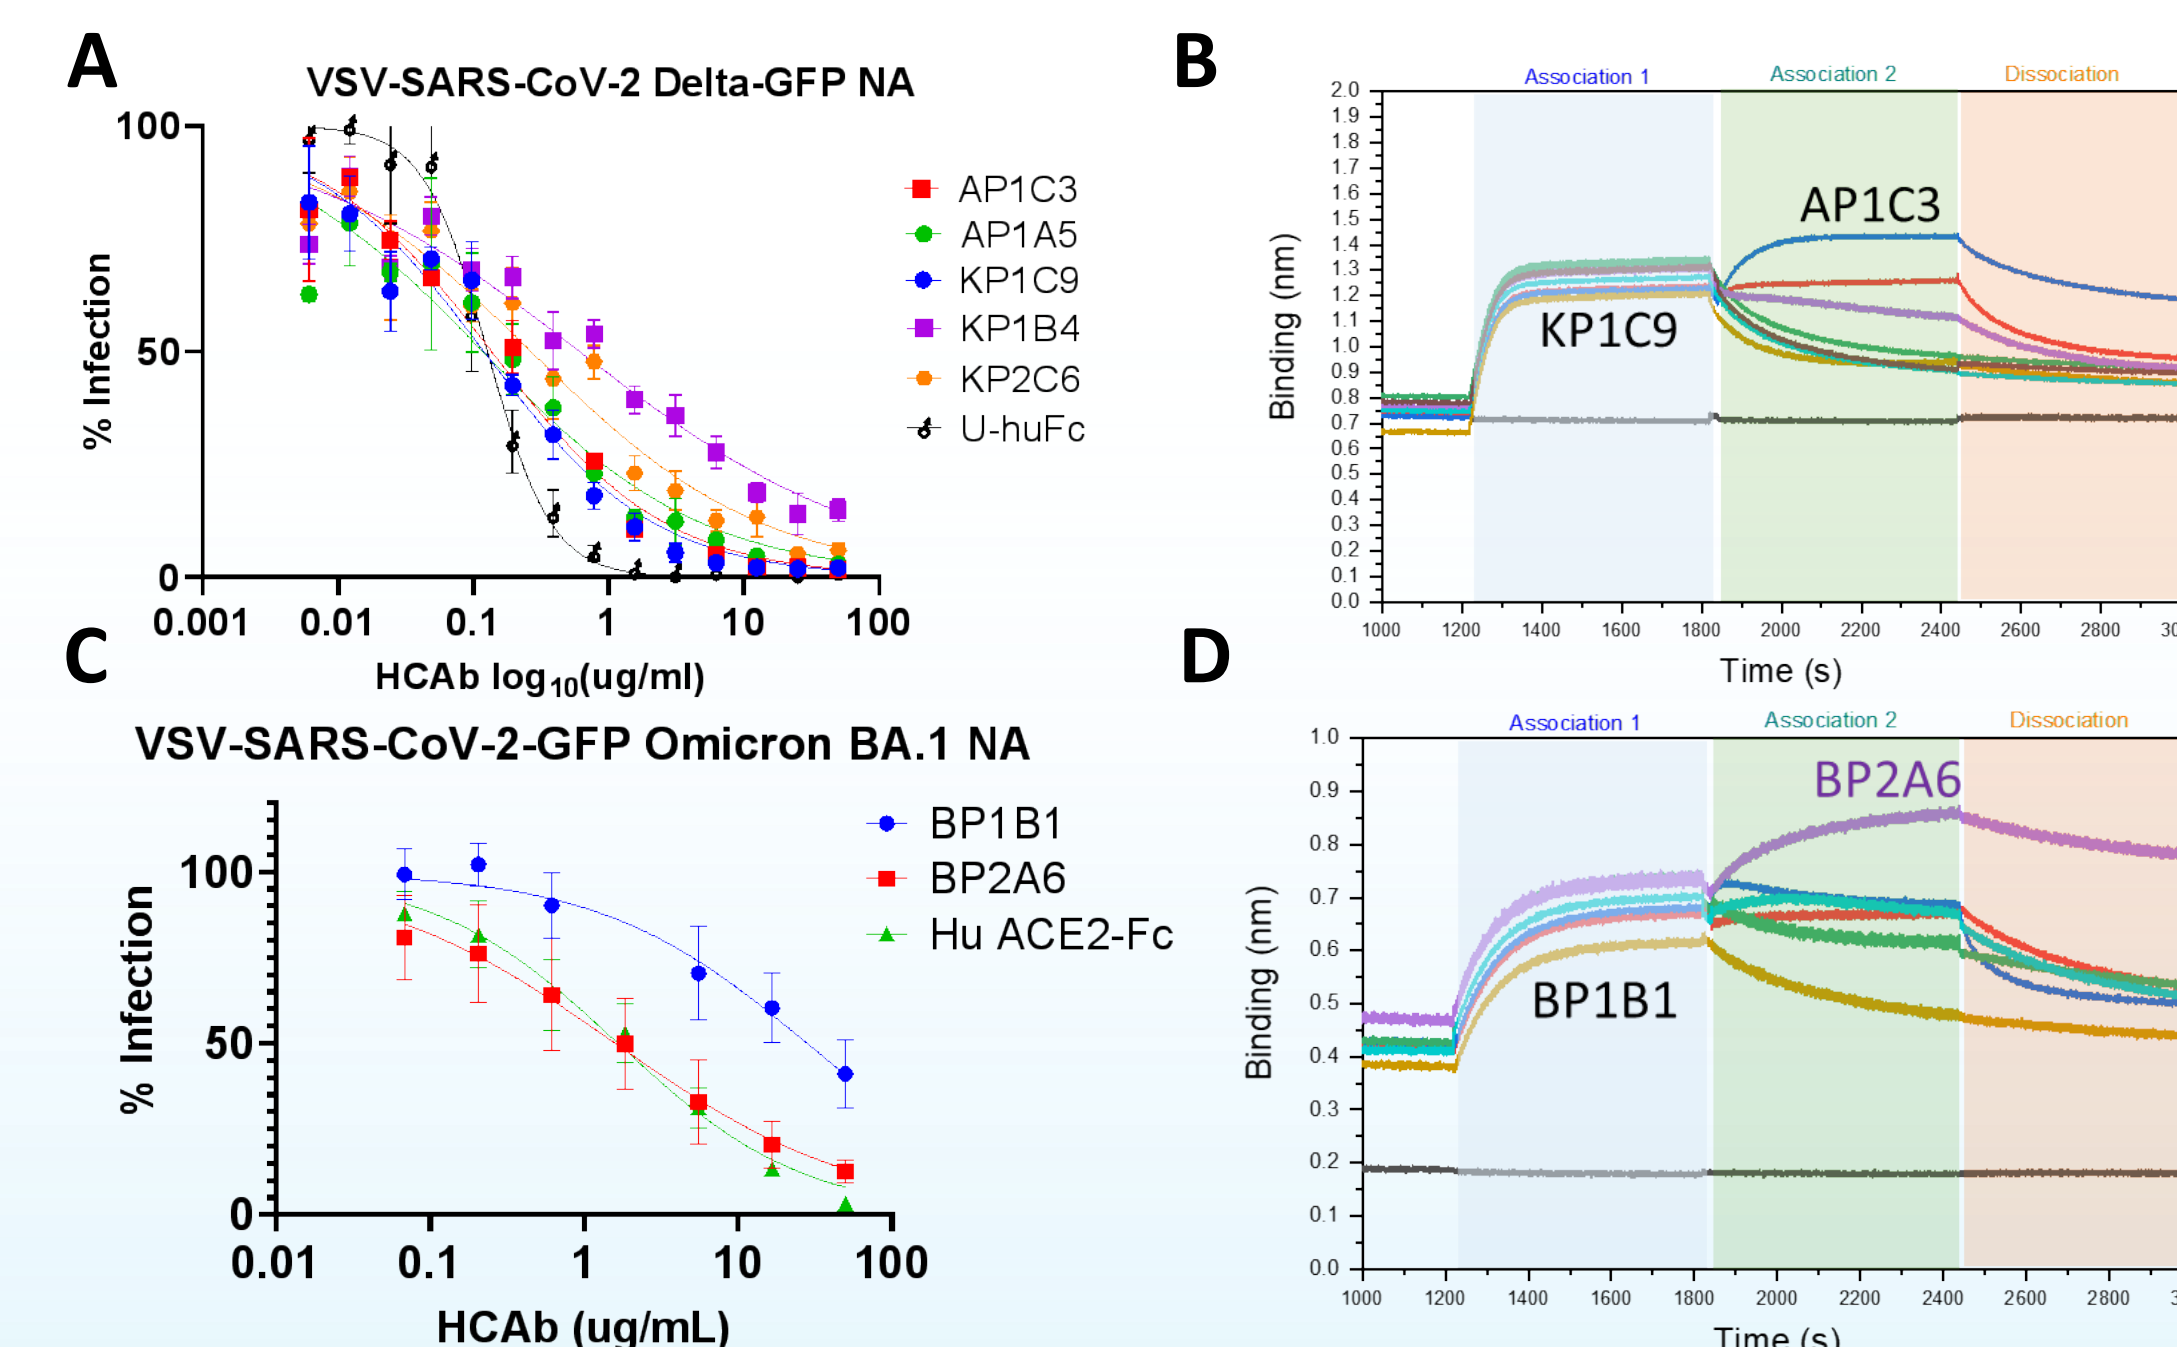 A
VSV-SARS-CoV-2 Delta-GFP NA
100
50
0
% Infection
0.001 0.01 0.1 1 10 100
HCAb log10(ug/ml)
AP1C3
AP1A5
KP1C9
KP1B4
KP2C6
U-huFc
B
Association 1 Association 2 Dissociation
2.0
1.9
1.8
1.7
1.6
1.5
1.4
1.3
1.2
1.1
1.0
0.9
0.8
0.7
0.6
0.5
0.4
0.3
0.2
0.1
0.0
Binding (nm)
AP1C3
KP1C9
1000 1200 1400 1600 1800 2000 2200 2400 2600 2800 30
Time (s)
C
VSV-SARS-CoV-2-GFP Omicron BA.1 NA
100
50
0
% Infection
0.01 0.1 1 10 100
HCAb (ug/mL)
BP1B1
BP2A6
Hu ACE2-Fc
D
Association 1 Association 2 Dissociation
1.0
0.9
0.8
0.7
0.6
0.5
0.4
0.3
0.2
0.1
0.0
Binding (nm)
BP2A6
BP1B1
1000 1200 1400 1600 1800 2000 2200 2400 2600 2800 3
Time (s)